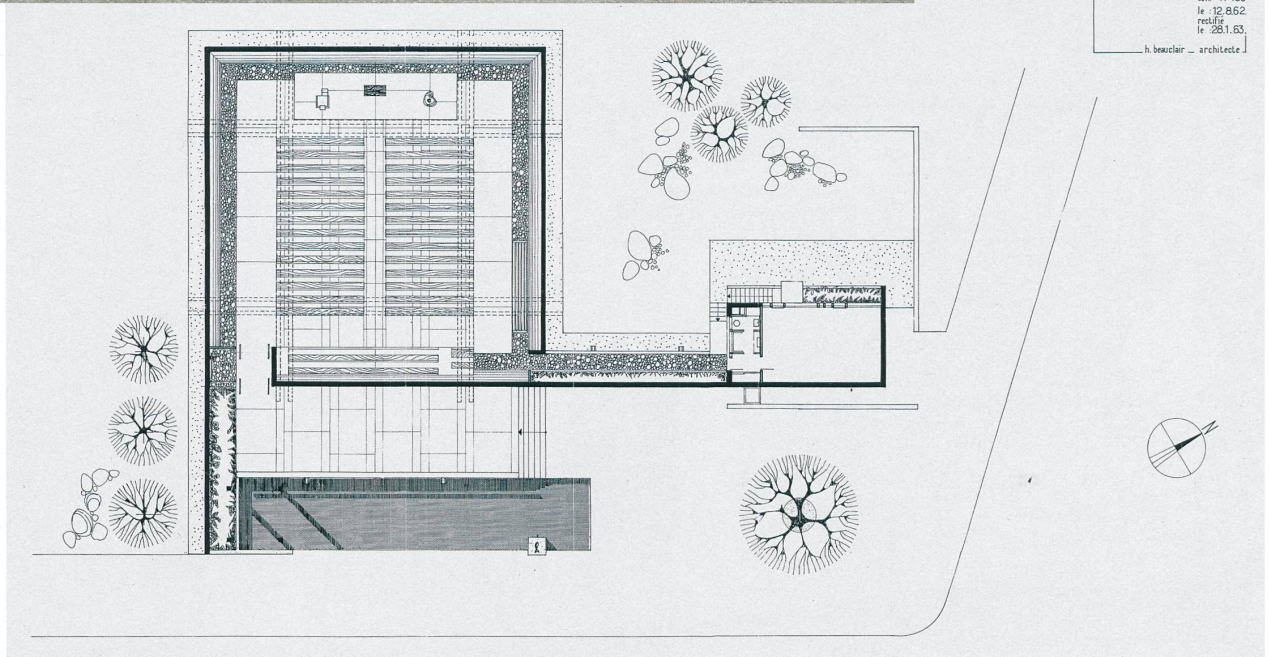 le : 12.8.62.
rectifié
le : 28.1.63.
h. beauclair _ architecte
N